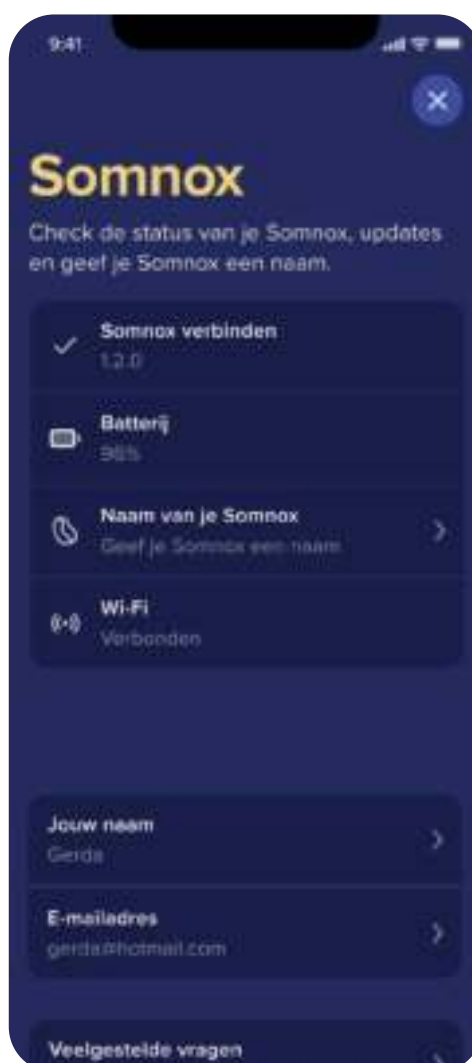 9:41
Somnox
Check de status van je Somnox, updates
en geef je Somnox een naam.
Somnox verbinden
1.2.0
Batterij
96%
Naam van je Somnox
Geef je Somnox een naam
Wi-Fi
Verbonden
Jouw naam
Gerda
E-mailadres
gerda@hotmail.com
Veelgestelde vragen